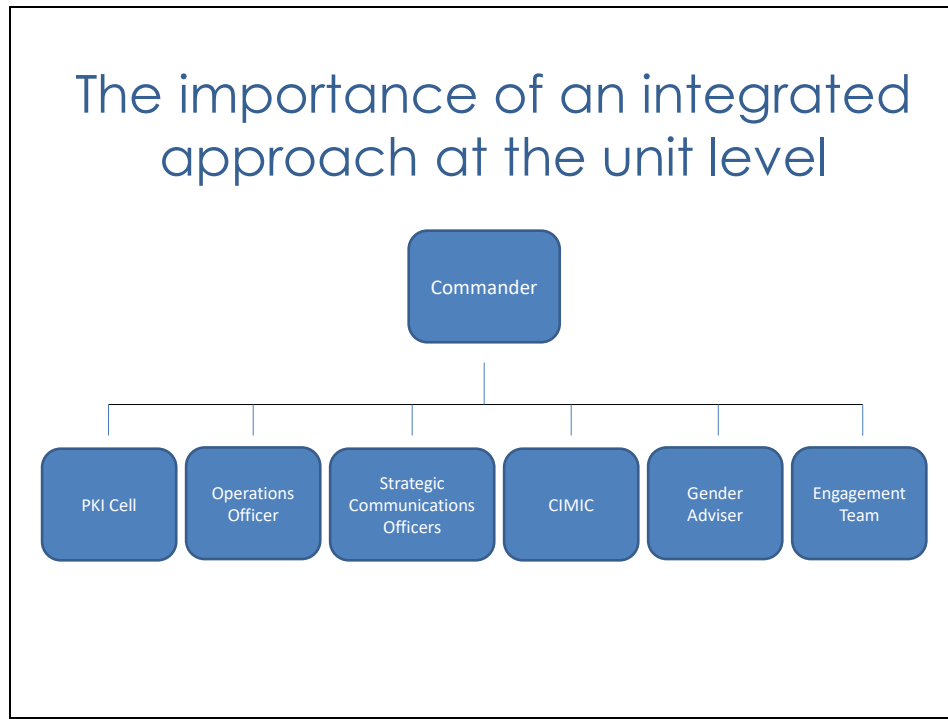 The importance of an integrated
approach at the unit level
Commander
PKI Cell
Operations
Officer
Strategic
Communications
Officers
CIMIC
Gender
Adviser
Engagement
Team